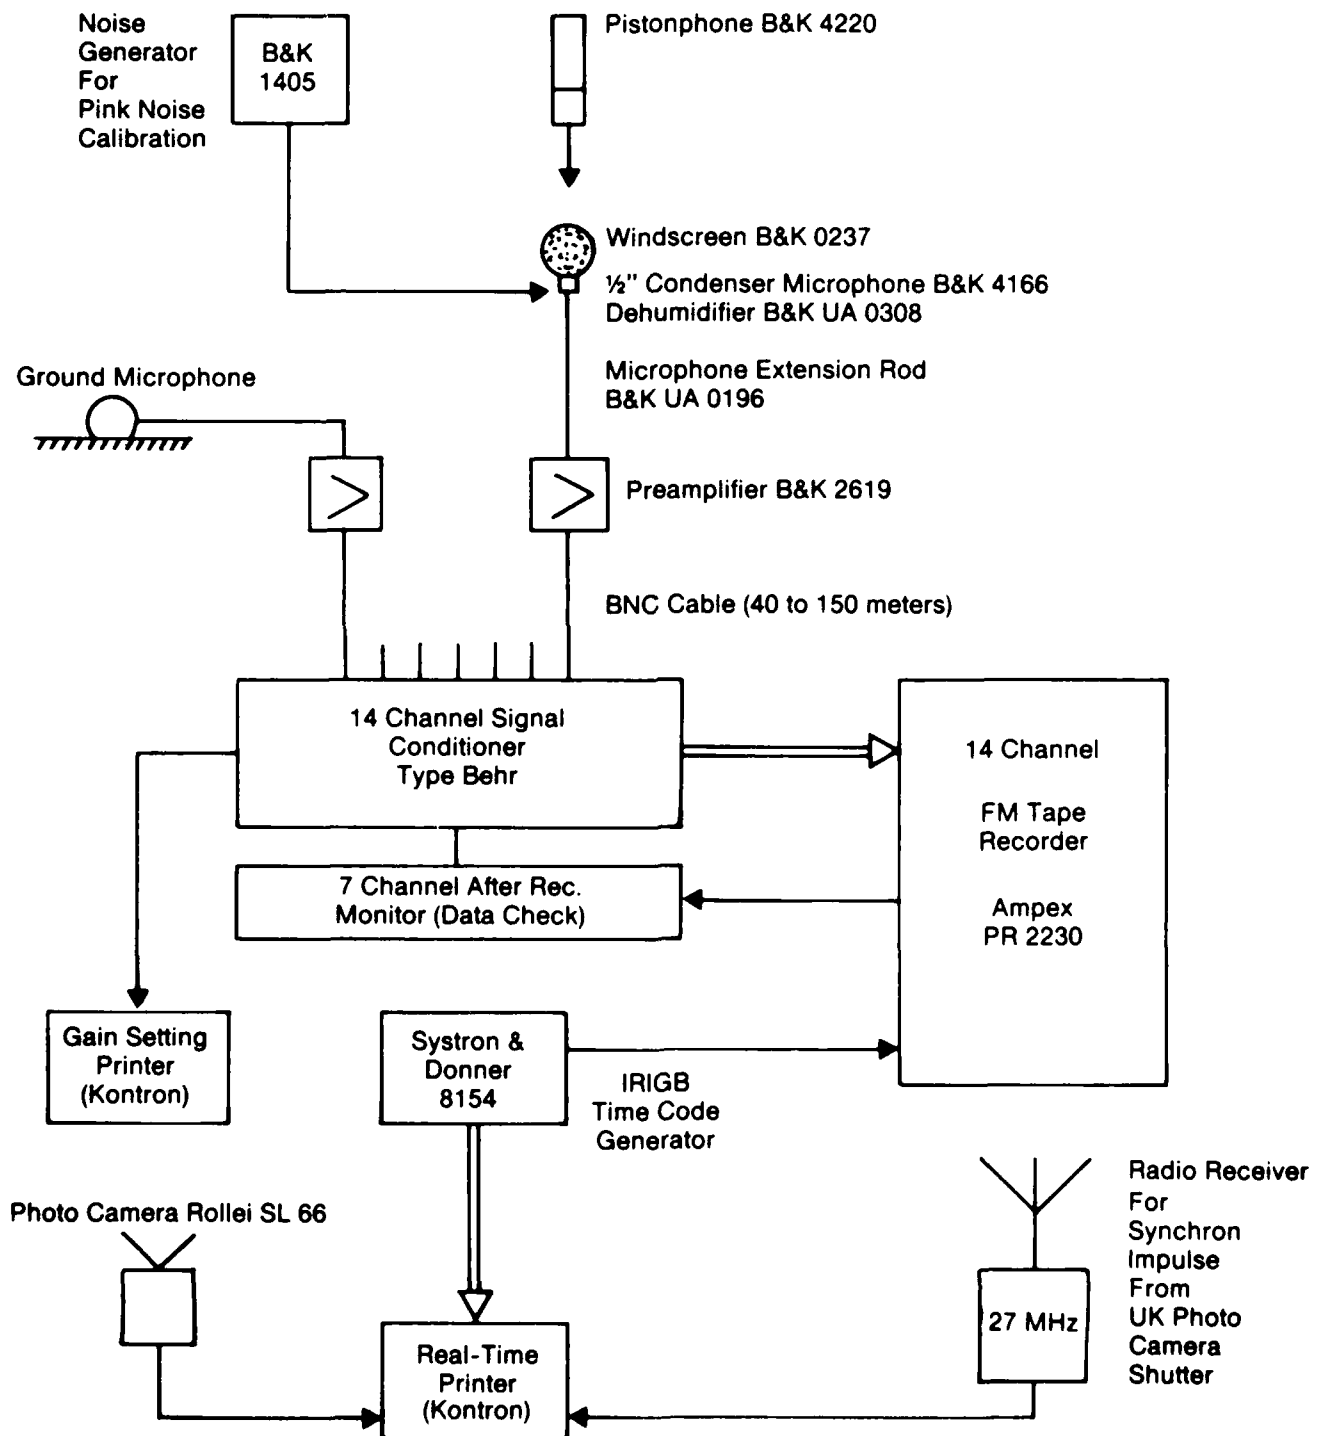 Noise
Generator
For
Pink Noise
Calibration
B&K
1405
Pistonphone B&K 4220
Windscreen B&K 0237
½" Condenser Microphone B&K 4166
Dehumidifier B&K UA 0308
Microphone Extension Rod
B&K UA 0196
Ground Microphone
Preamplifier B&K 2619
BNC Cable (40 to 150 meters)
14 Channel Signal
Conditioner
Type Behr
14 Channel
FM Tape
Recorder
Ampex
PR 2230
7 Channel After Rec.
Monitor (Data Check)
Gain Setting
Printer
(Kontron)
Systron &
Donner
8154
IRIGB
Time Code
Generator
Photo Camera Rollei SL 66
Real-Time
Printer
(Kontron)
27 MHz
Radio Receiver
For
Synchron
Impulse
From
UK Photo
Camera
Shutter